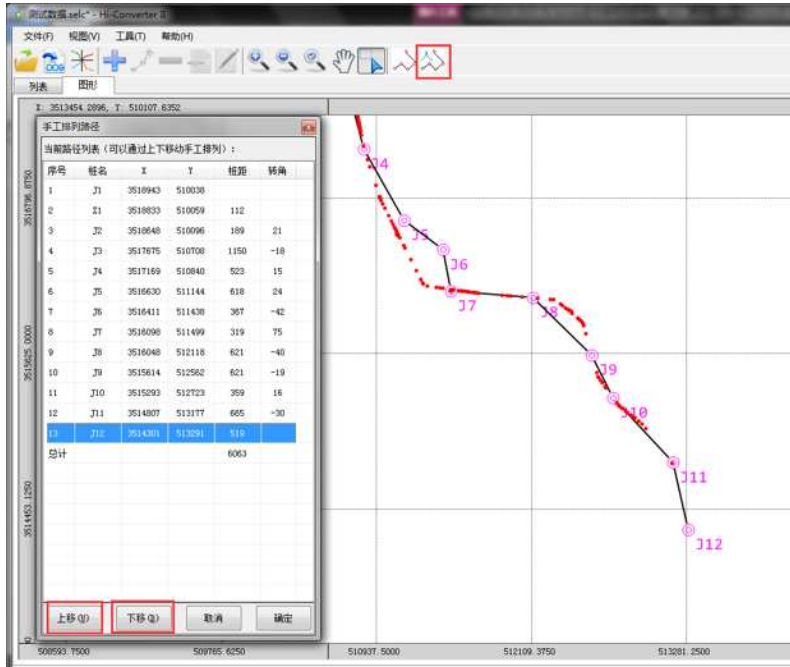 测试数据.selc* - Hi-Converter II
文件(F) 视图(V) 工具(T) 帮助(H)
DOG
列表 图形
X: 3513454.2896, Y: 510107.6352
手工排列路径
当前路径列表（可以通过上下移动手工排列）：
序号 桩名 X Y 桩距 转角
1 J1 3518943 510038
2 Z1 3518833 510059 112
3 J2 3518648 510096 189 21
4 J3 3517675 510708 1150 -18
5 J4 3517169 510840 523 15
6 J5 3516630 511144 618 24
7 J6 3516411 511438 367 -42
8 J7 3516098 511499 319 75
9 J8 3516048 512118 621 -40
10 J9 3515614 512562 621 -19
11 J10 3515293 512723 359 16
12 J11 3514807 513177 665 -30
13 J12 3514301 513291 519
总计 6063
上移(U) 下移(D) 取消 确定
3516796.8750
3515625.0000
3514453.1250
J4
J5
J6
J7
J8
J9
J10
J11
J12
508593.7500 509765.6250 510937.5000 512109.3750 513281.2500